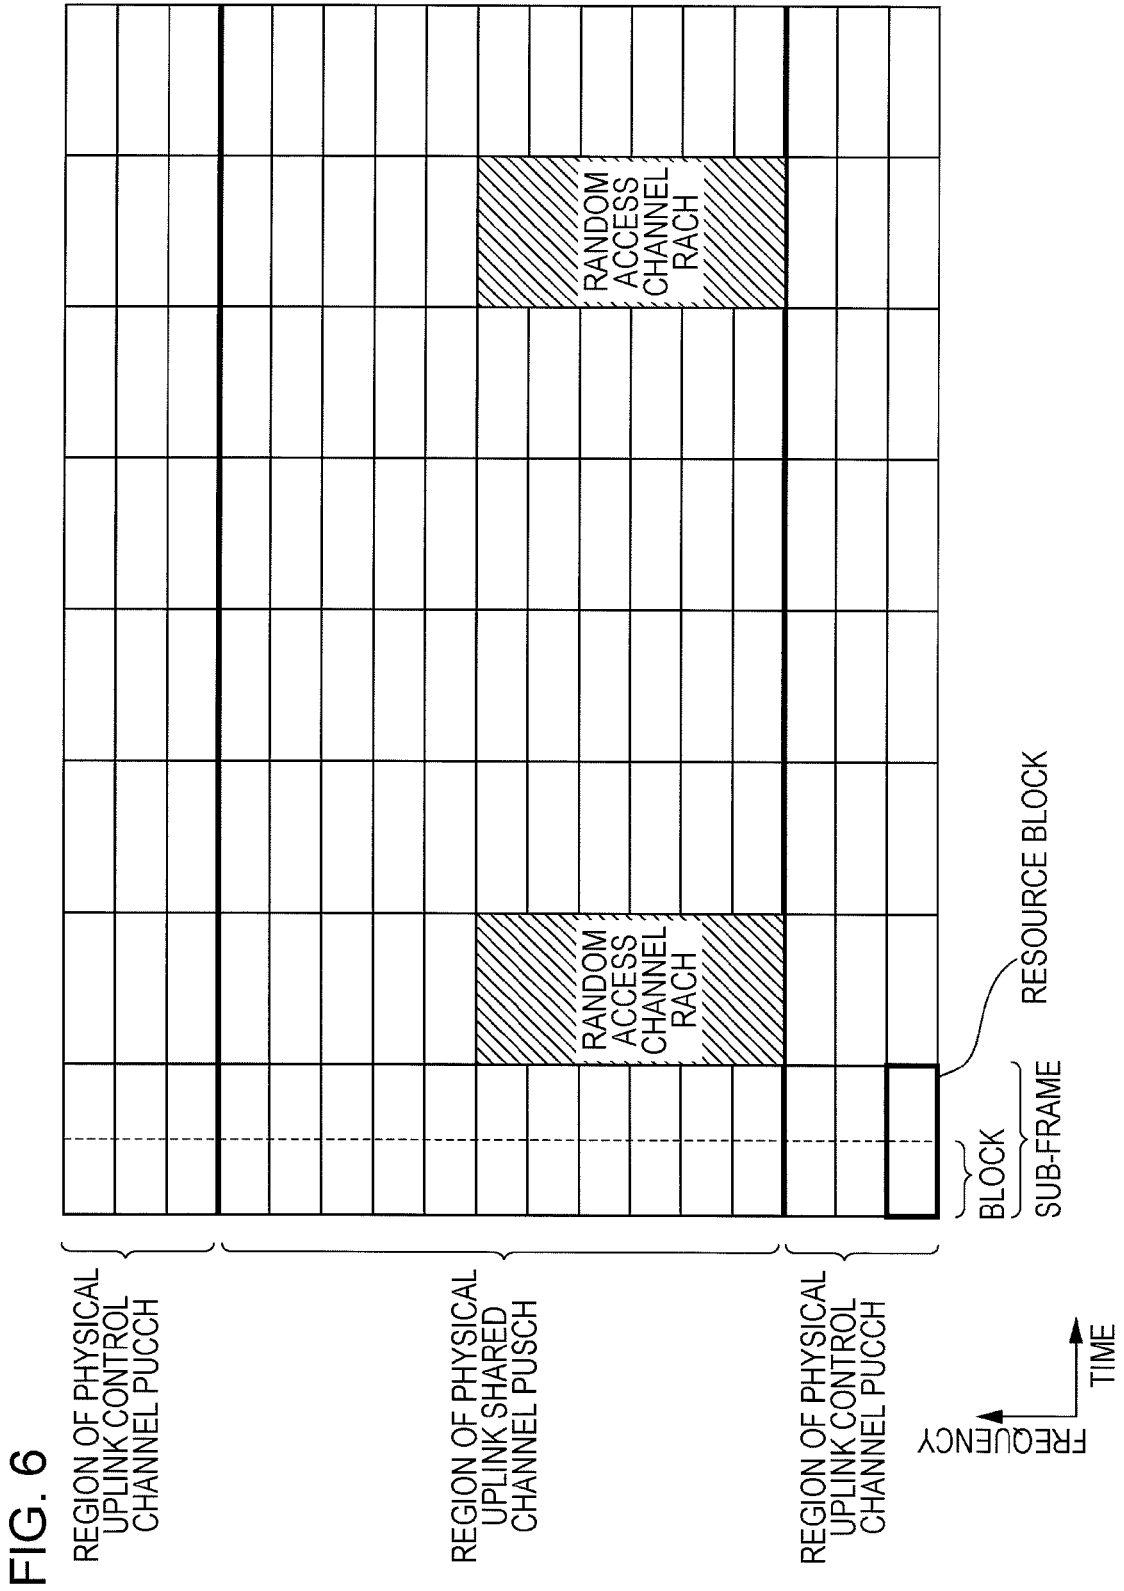 FIG. 6
REGION OF PHYSICAL
UPLINK CONTROL
CHANNEL PUCCH
REGION OF PHYSICAL
UPLINK SHARED
CHANNEL PUSCH
REGION OF PHYSICAL
UPLINK CONTROL
CHANNEL PUCCH
RANDOM
ACCESS
CHANNEL
RACH
RANDOM
ACCESS
CHANNEL
RACH
BLOCK
SUB-FRAME
RESOURCE BLOCK
FREQUENCY
TIME